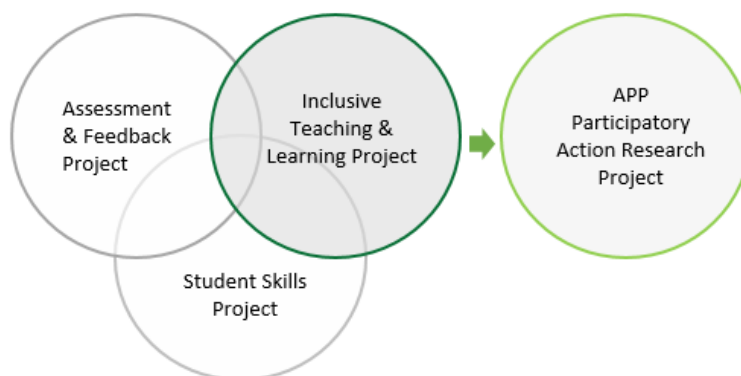 Assessment
& Feedback
Project
Inclusive
Teaching &
Learning Project
APP
Participatory
Action Research
Project
Student Skills
Project